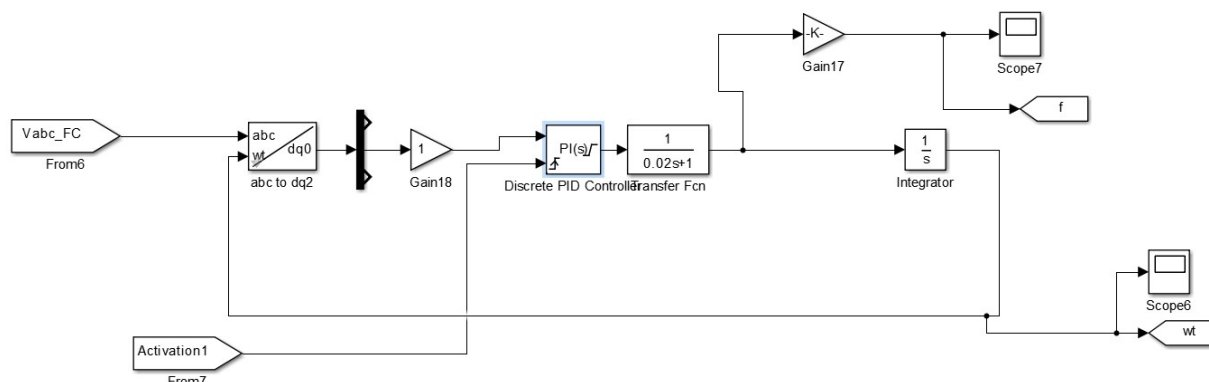 -K-
Gain17
Scope7
f
Vabc_FC
From6
abc
wt
dq0
abc to dq2
1
Gain18
PI(s)
Discrete PID Controller
1
0.02s+1
Transfer Fcn
1
s
Integrator
Scope6
wt
Activation1
From7